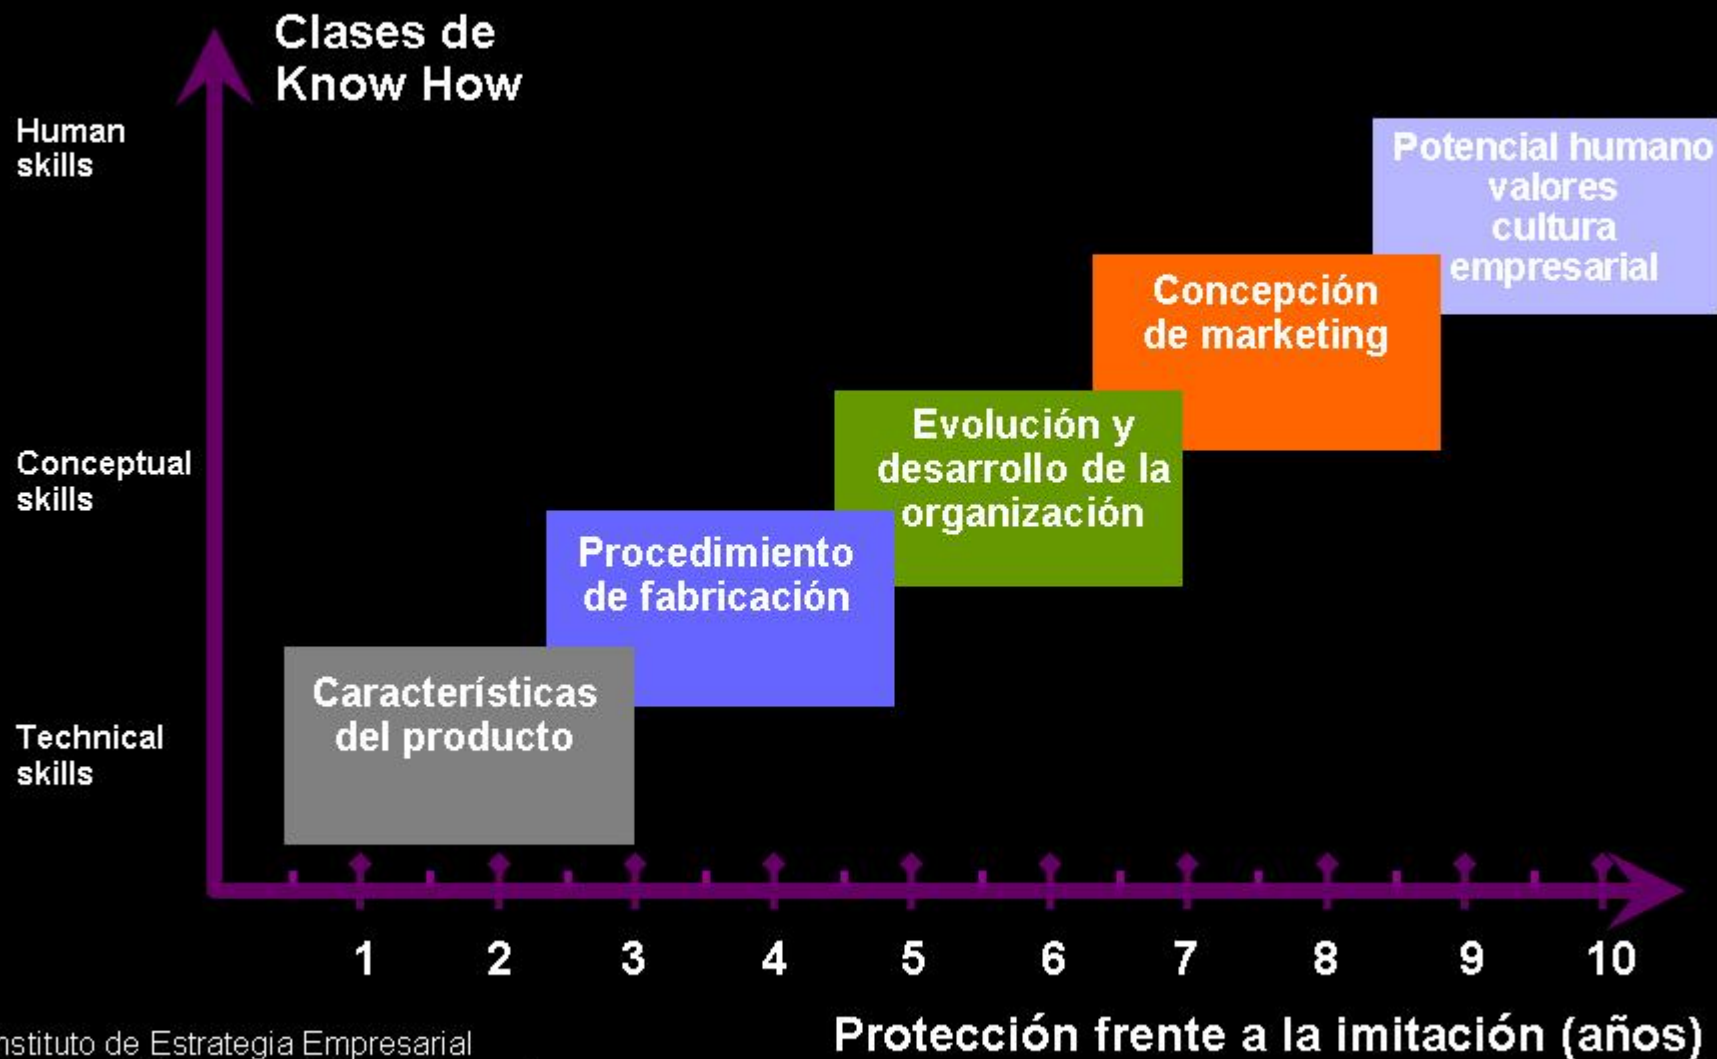 Clases de
Know How
Human
skills
Potencial humano
valores
cultura
empresarial
Concepción
de marketing
Conceptual
skills
Evolución y
desarrollo de la
organización
Procedimiento
de fabricación
Technical
skills
Característísticas
del producto
1 2 3 4 5 6 7 8 9 10
Protección frente a la imitación (años)
nstituto de Estrategia Empresarial